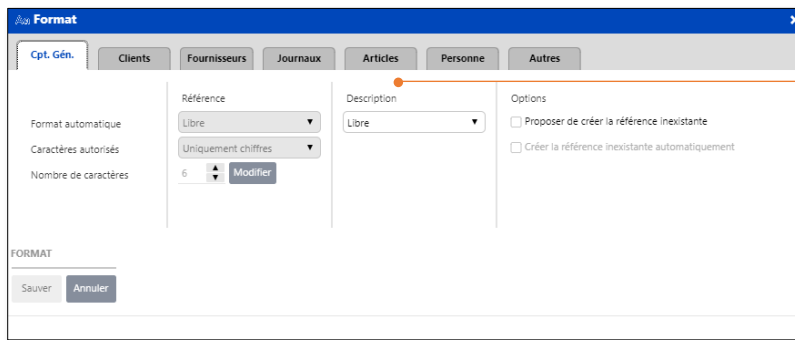 Aa Format
Cpt. Gén. Clients Fournisseurs Journaux Articles Personne Autres
Référence Description Options
Format automatique Libre Libre Proposer de créer la référence inexistante
Caractères autorisés Uniquement chiffres Créer la référence inexistante automatiquement
Nombre de caractères 6 Modifier
FORMAT
Sauver Annuler